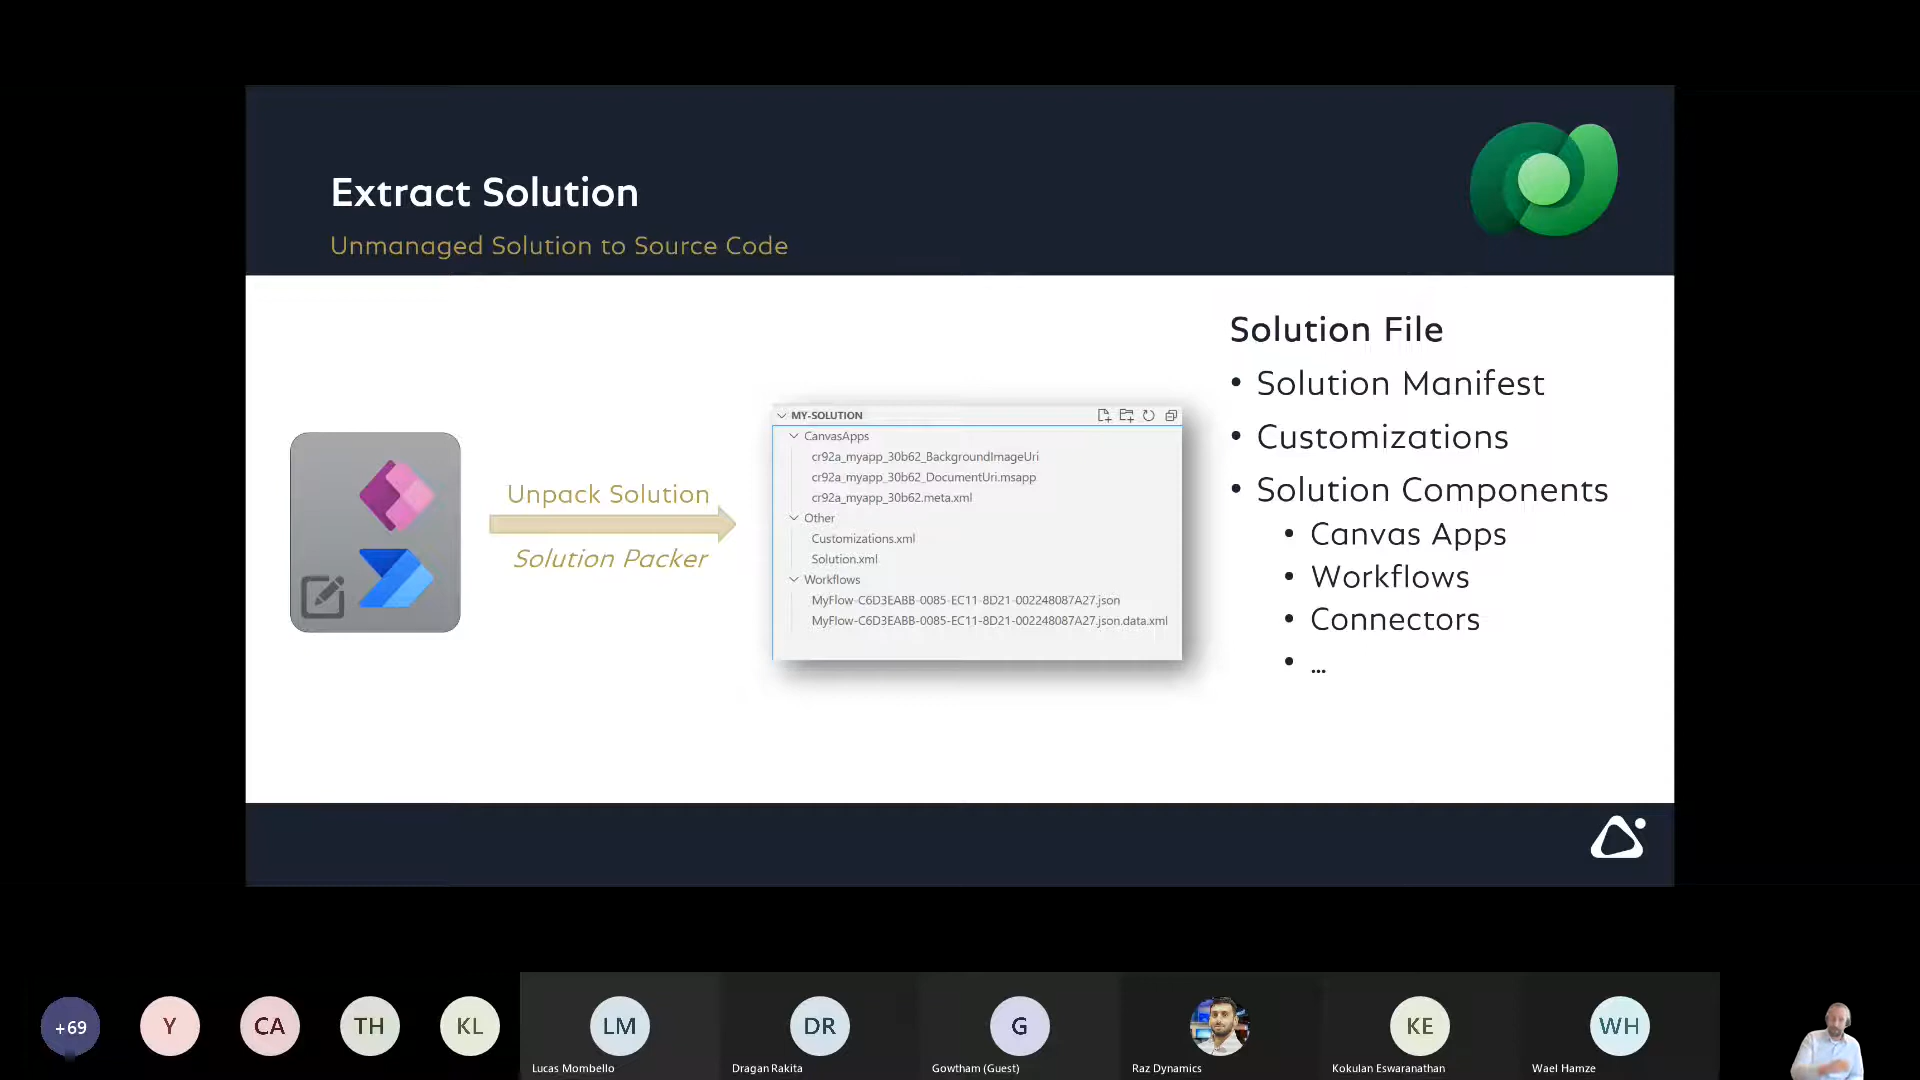 Extract Solution
Unmanaged Solution to Source Code
Unpack Solution
Solution Packer
MY-SOLUTION
CanvasApps
cr92a_myapp_30b62_BackgroundImageUri
cr92a_myapp_30b62_DocumentUri.msapp
cr92a_myapp_30b62.meta.xml
Other
Customizations.xml
Solution.xml
Workflows
MyFlow-C6D3EABB-0085-EC11-8D21-002248087A27.json
MyFlow-C6D3EABB-0085-EC11-8D21-002248087A27.json.data.xml
Solution File
• Solution Manifest
• Customizations
• Solution Components
• Canvas Apps
• Workflows
• Connectors
• ...
+69
Y
CA
TH
KL
LM
DR
G
KE
WH
Lucas Mombello
Dragan Rakita
Gowtham (Guest)
Raz Dynamics
Kokulan Eswaranathan
Wael Hamze